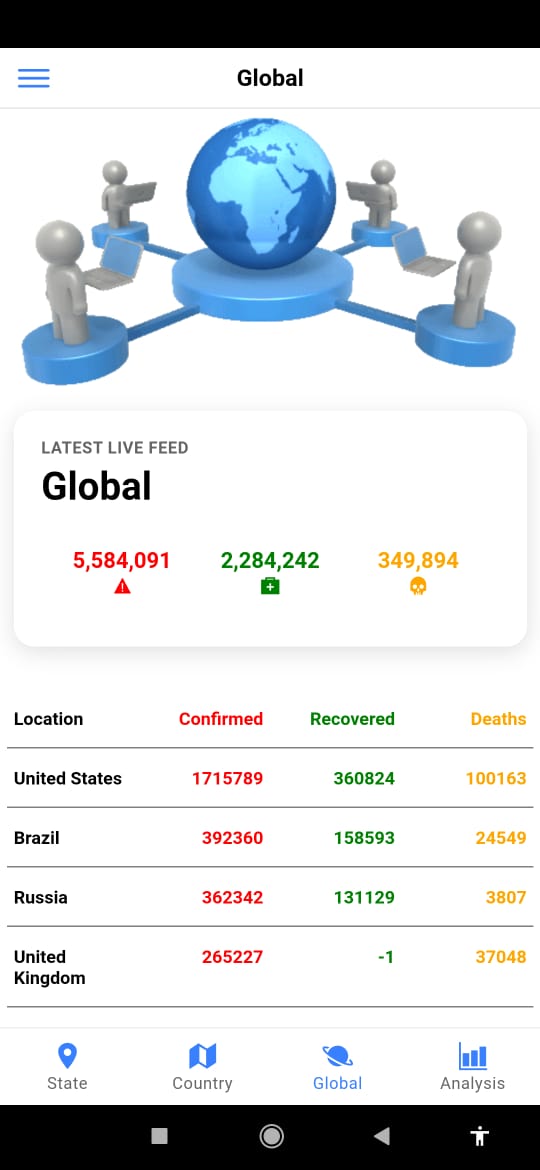 Global
LATEST LIVE FEED
Global
5,584,091 2,284,242 349,894
Location Confirmed Recovered Deaths
United States 1715789 360824 100163
Brazil 392360 158593 24549
Russia 362342 131129 3807
United 265227 -1 37048
Kingdom
State Country Global Analysis